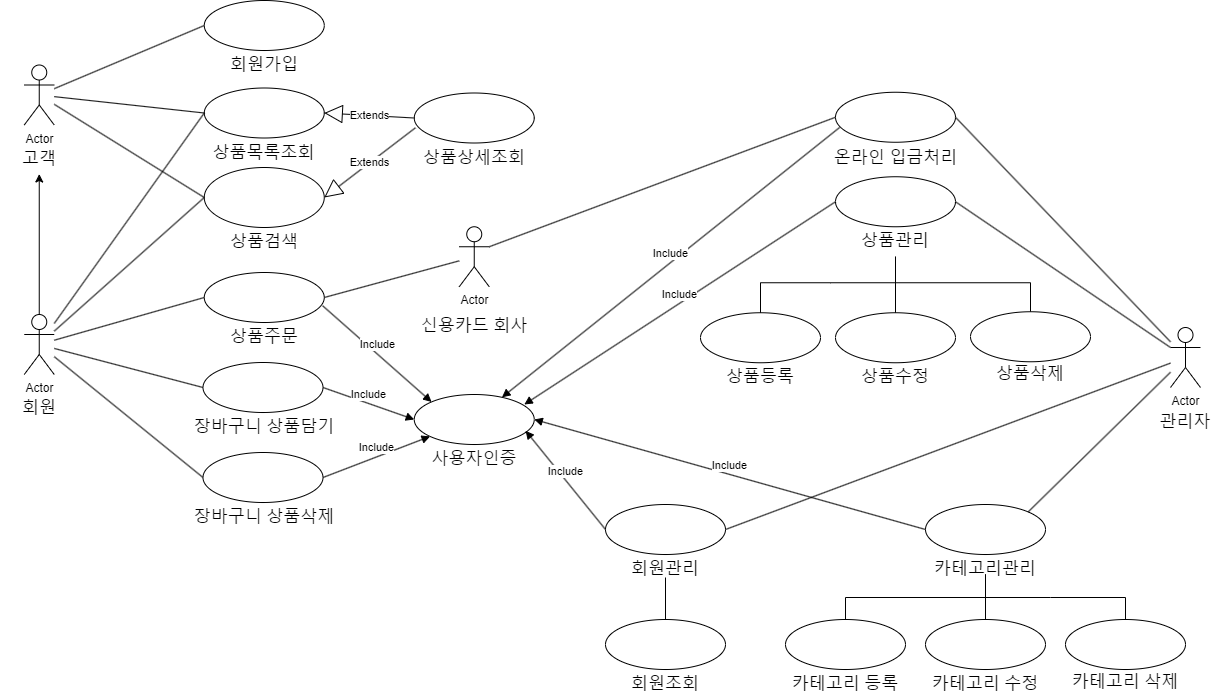 회원가입
Actor
고객
상품목록조회
Extends
상품상세조회
Extends
상품검색
온라인 입금처리
상품관리
Include
Include
Actor
신용카드 회사
상품주문
Include
상품등록
상품수정
상품삭제
Actor
회원
Actor
관리자
장바구니 상품담기
Include
사용자인증
Include
장바구니 상품삭제
Include
Include
회원관리
카테고리관리
회원조회
카테고리 등록
카테고리 수정
카테고리 삭제